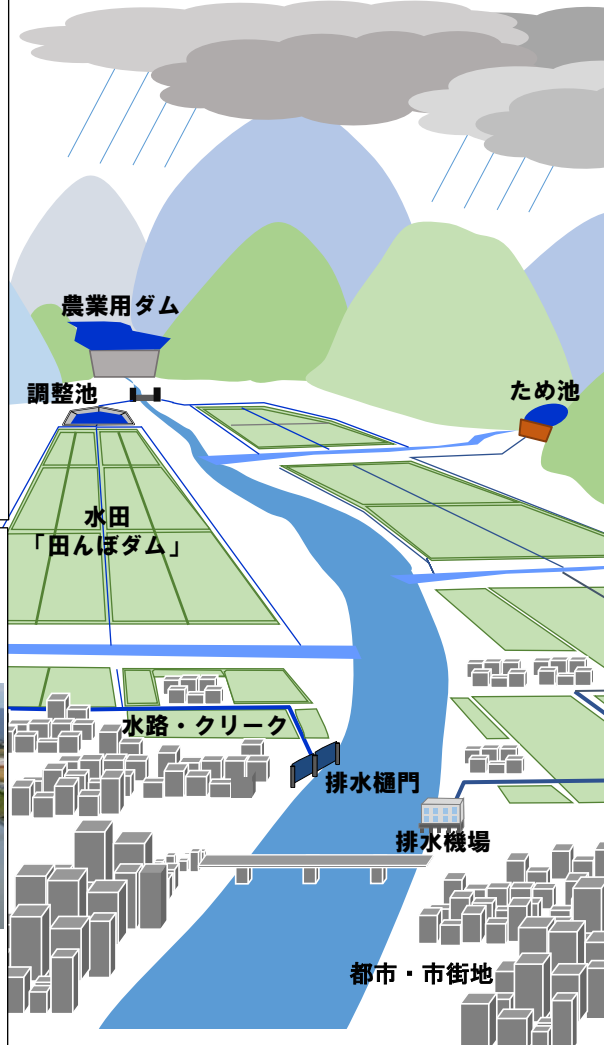 農業用ダム
調整池
ため池
水田
「田んぼダム」
水路・クリーク
排水樋門
排水機場
都市・市街地